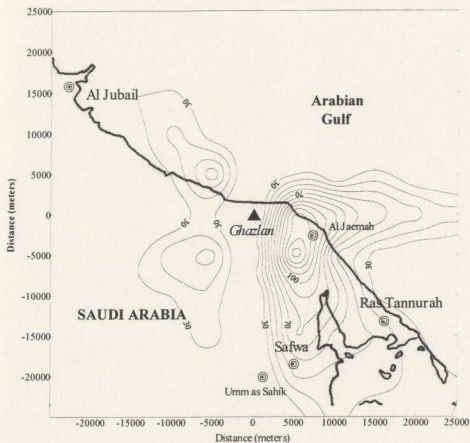 25000
20000
15000
10000
5000
0
-5000
-10000
-15000
-20000
Distance (meters)
Al Jubail
Arabian
Gulf
30
30
70
30
30
Ghazlan
Al Jaemah
30
100
Ras Tannurah
SAUDI ARABIA
30
30
70
Safwa
Umm as Sahik
-20000 -15000 -10000 -5000 0 5000 10000 15000 20000 25000
Distance (meters)